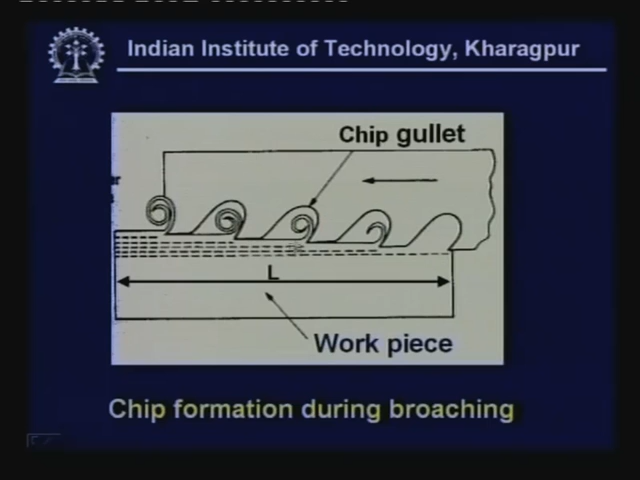 Indian Institute of Technology, Kharagpur
Chip gullet
L
Work piece
Chip formation during broaching